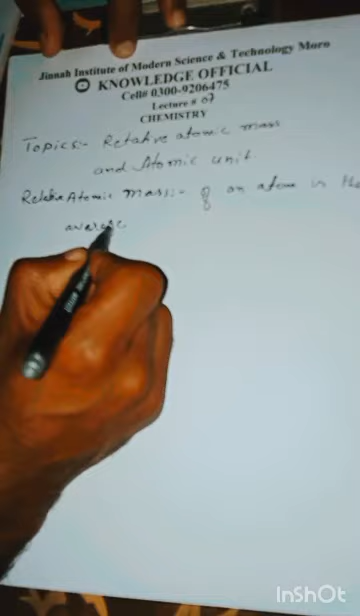 Jinnah Institute of Modern Science & Technology Moro
KNOWLEDGE OFFICIAL
Cell# 0300-9206475
Lecture # 07
CHEMISTRY
Topics:- Relative atomic mass
and Atomic unit
Relative Atomic Mass:- of an atom is the
average
InShOt